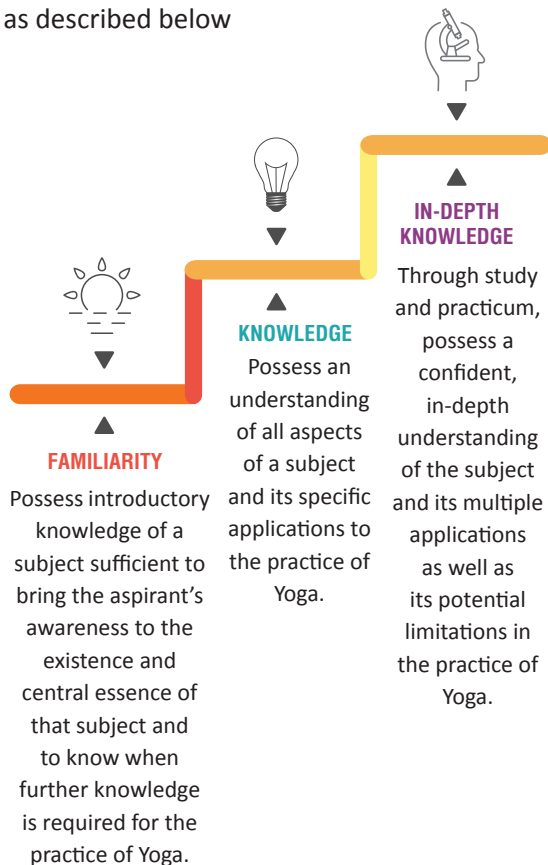 as described below
FAMILIARITY
Possess introductory
knowledge of a
subject sufficient to
bring the aspirant’s
awareness to the
existence and
central essence of
that subject and
to know when
further knowledge
is required for the
practice of Yoga.
KNOWLEDGE
Possess an
understanding
of all aspects
of a subject
and its specific
applications to
the practice of
Yoga.
IN-DEPTH
KNOWLEDGE
Through study
and practicum,
possess a
confident,
in-depth
understanding
of the subject
and its multiple
applications
as well as
its potential
limitations in
the practice of
Yoga.